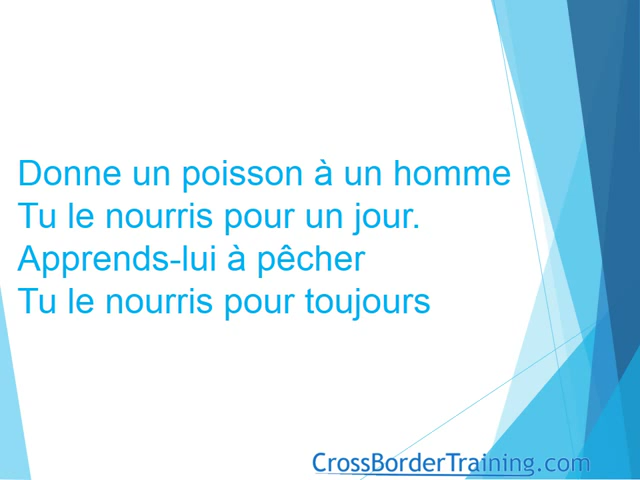 Donne un poisson à un homme
Tu le nourris pour un jour.
Apprends-lui à pêcher
Tu le nourris pour toujours
CrossBorderTraining.com